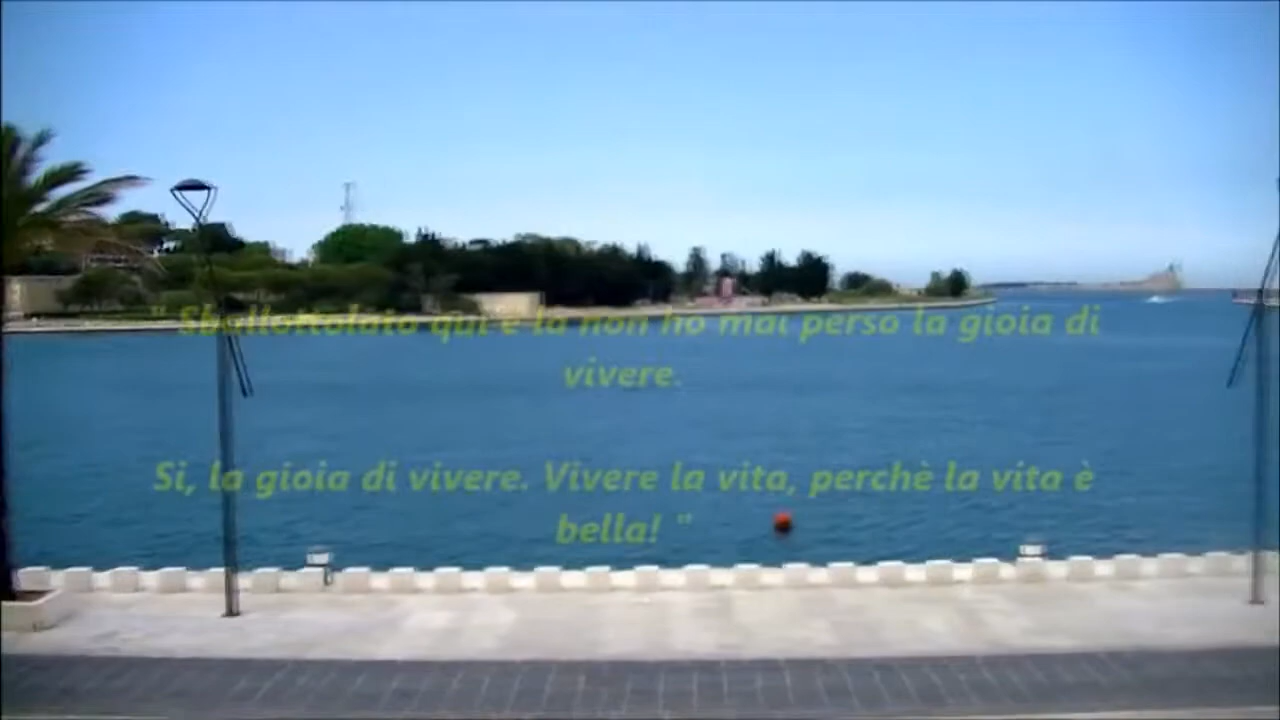 " Sballottolato qui e la non ho mai perso la gioia di
vivere.
Si, la gioia di vivere. Vivere la vita, perchè la vita è
bella! "